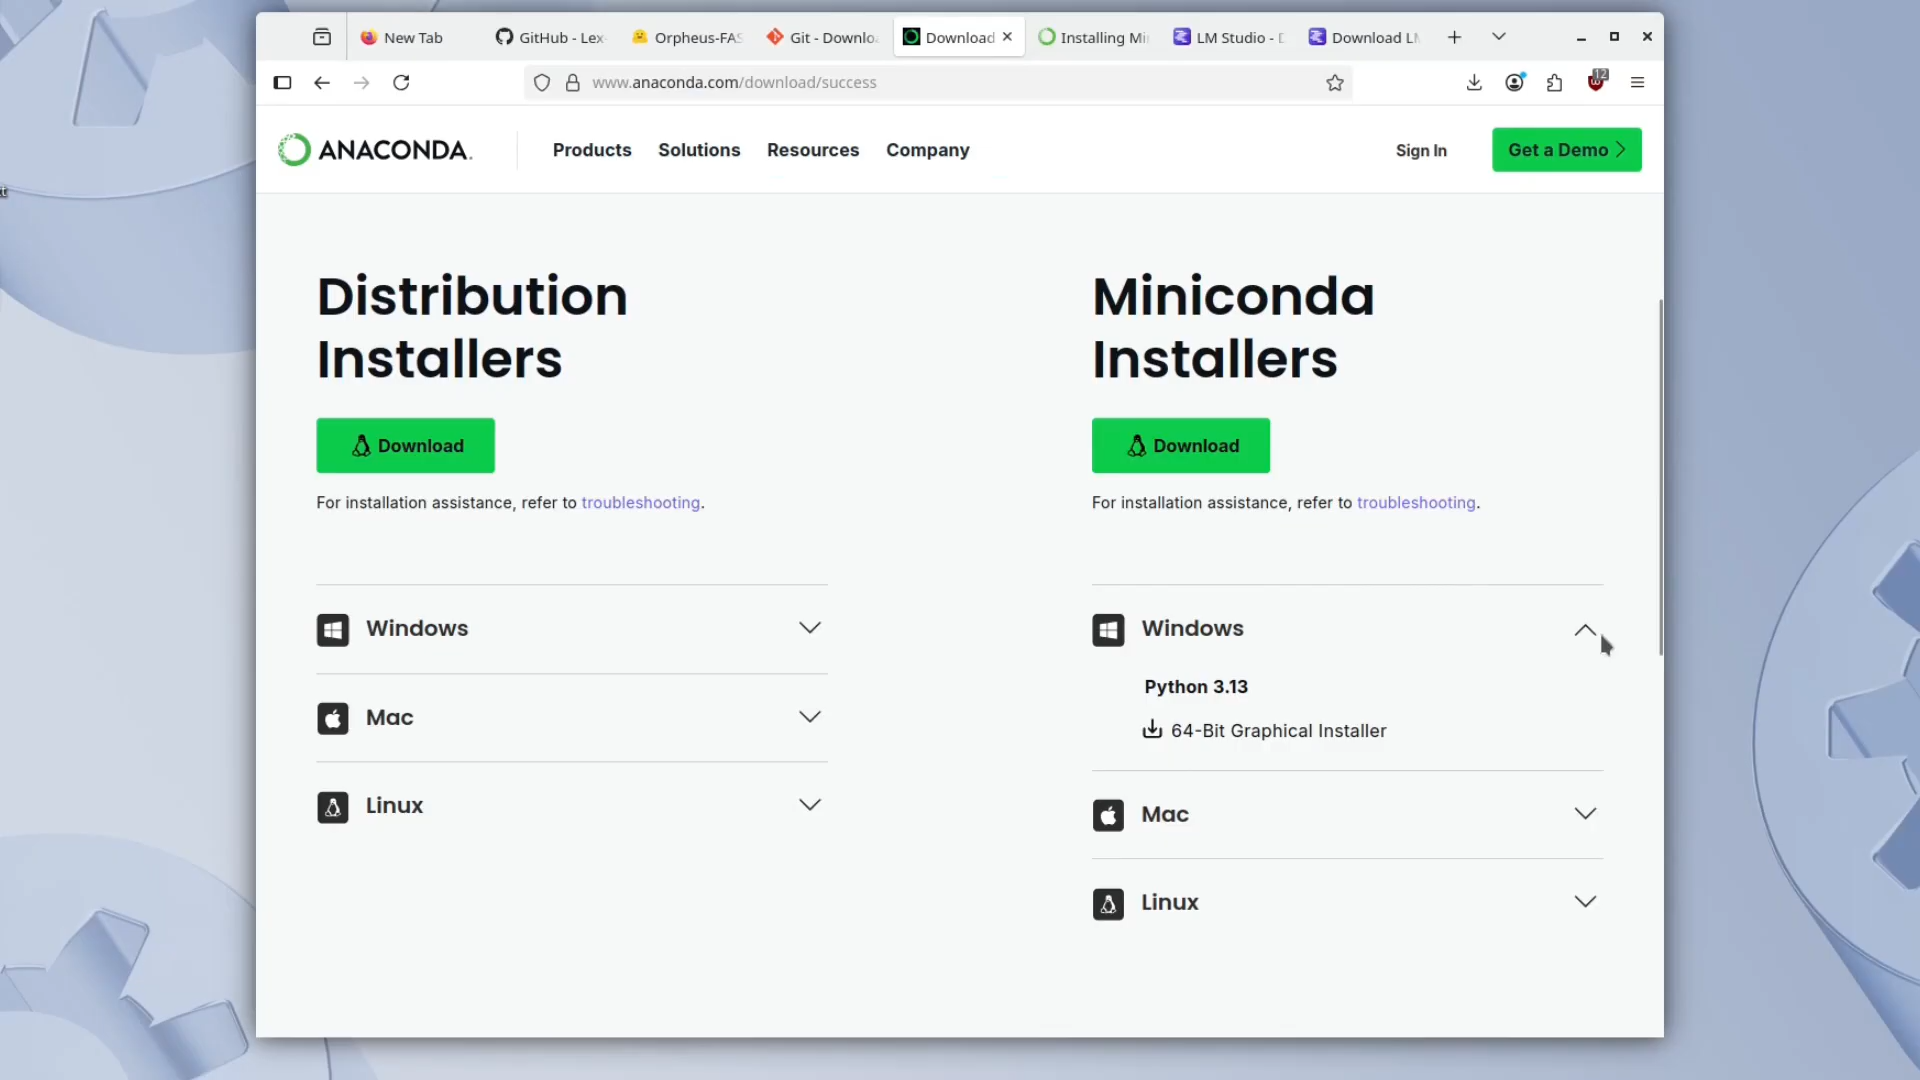 New Tab
GitHub - Lex-
Orpheus-FAS
Git - Downlo
Download
Installing Mi
LM Studio - D
Download LM
www.anaconda.com/download/success
12
ANACONDA.
Products
Solutions
Resources
Company
Sign In
Get a Demo
Distribution
Installers
Download
For installation assistance, refer to troubleshooting.
Windows
Mac
Linux
Miniconda
Installers
Download
For installation assistance, refer to troubleshooting.
Windows
Python 3.13
64-Bit Graphical Installer
Mac
Linux